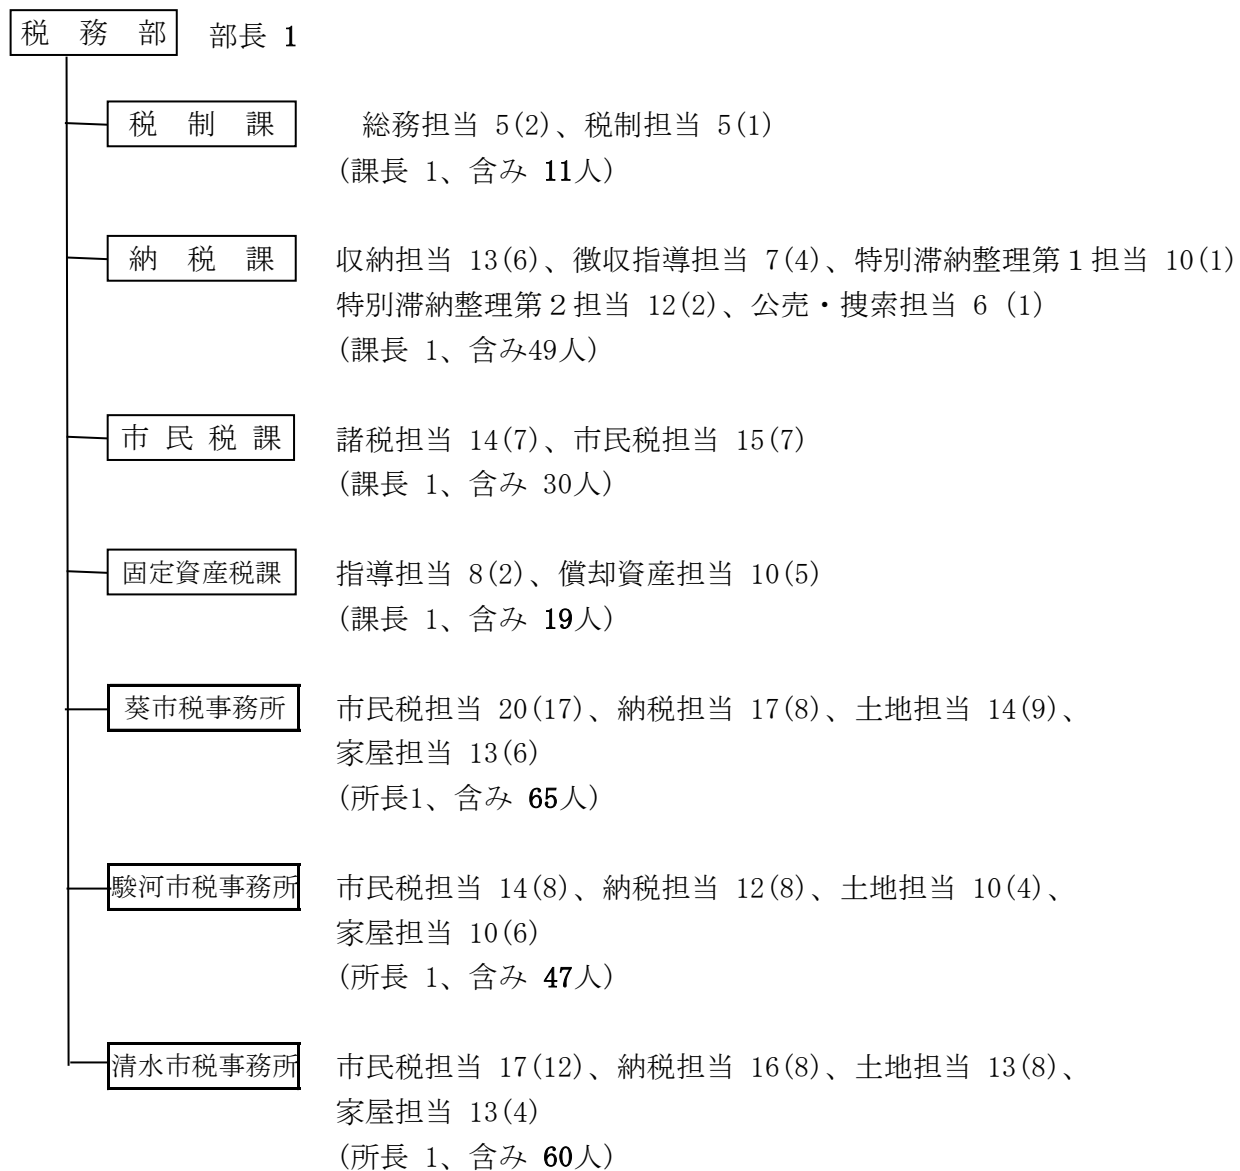 税務部 部長 1
税制課 総務担当 5(2)、税制担当 5(1)
(課長 1、含み 11人)
納税課 収納担当 13(6)、徴収指導担当 7(4)、特別滞納整理第１担当 10(1)
特別滞納整理第２担当 12(2)、公売・捜索担当 6 (1)
(課長 1、含み49人)
市民税課 諸税担当 14(7)、市民税担当 15(7)
(課長 1、含み 30人)
固定資産税課 指導担当 8(2)、償却資産担当 10(5)
(課長 1、含み 19人)
葵市税事務所 市民税担当 20(17)、納税担当 17(8)、土地担当 14(9)、
家屋担当 13(6)
(所長1、含み 65人)
駿河市税事務所 市民税担当 14(8)、納税担当 12(8)、土地担当 10(4)、
家屋担当 10(6)
(所長 1、含み 47人)
清水市税事務所 市民税担当 17(12)、納税担当 16(8)、土地担当 13(8)、
家屋担当 13(4)
(所長 1、含み 60人)